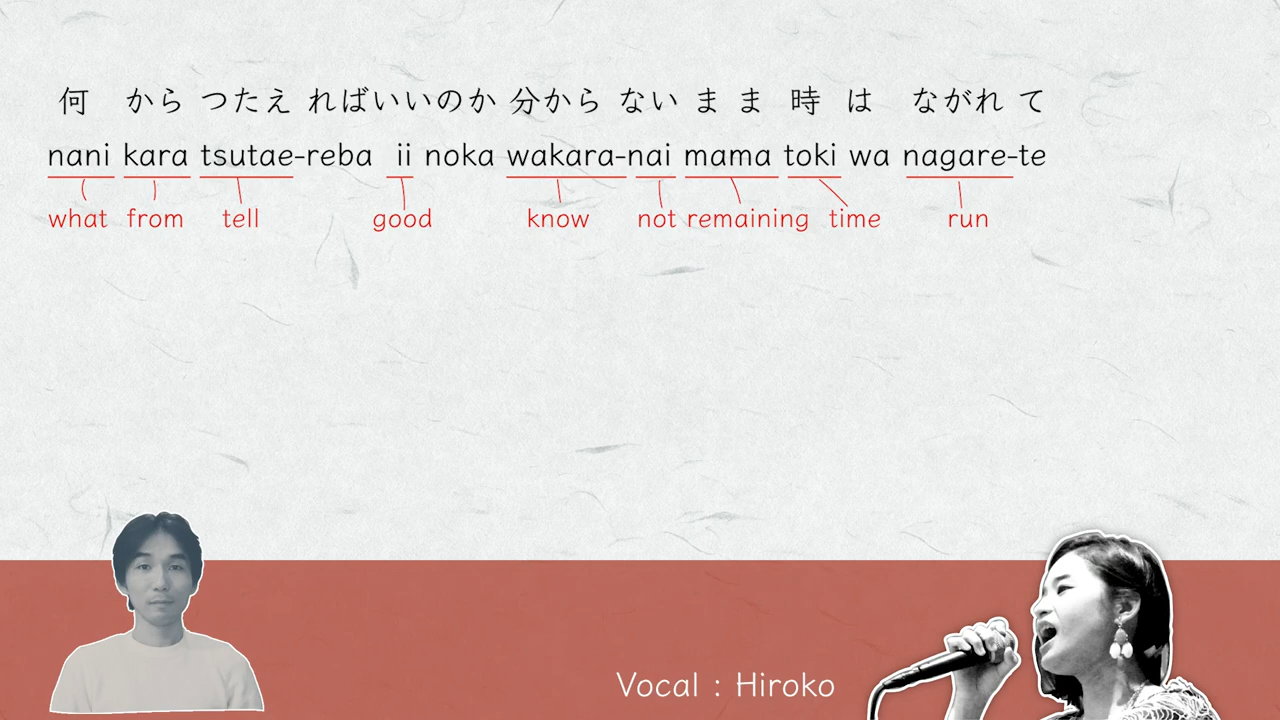 何 から つたえ ればいいのか 分から ない ま ま 時 は ながれ て
nani kara tsutae-reba ii noka wakara-nai mama toki wa nagare-te
what from tell good know not remaining time run
Vocal : Hiroko